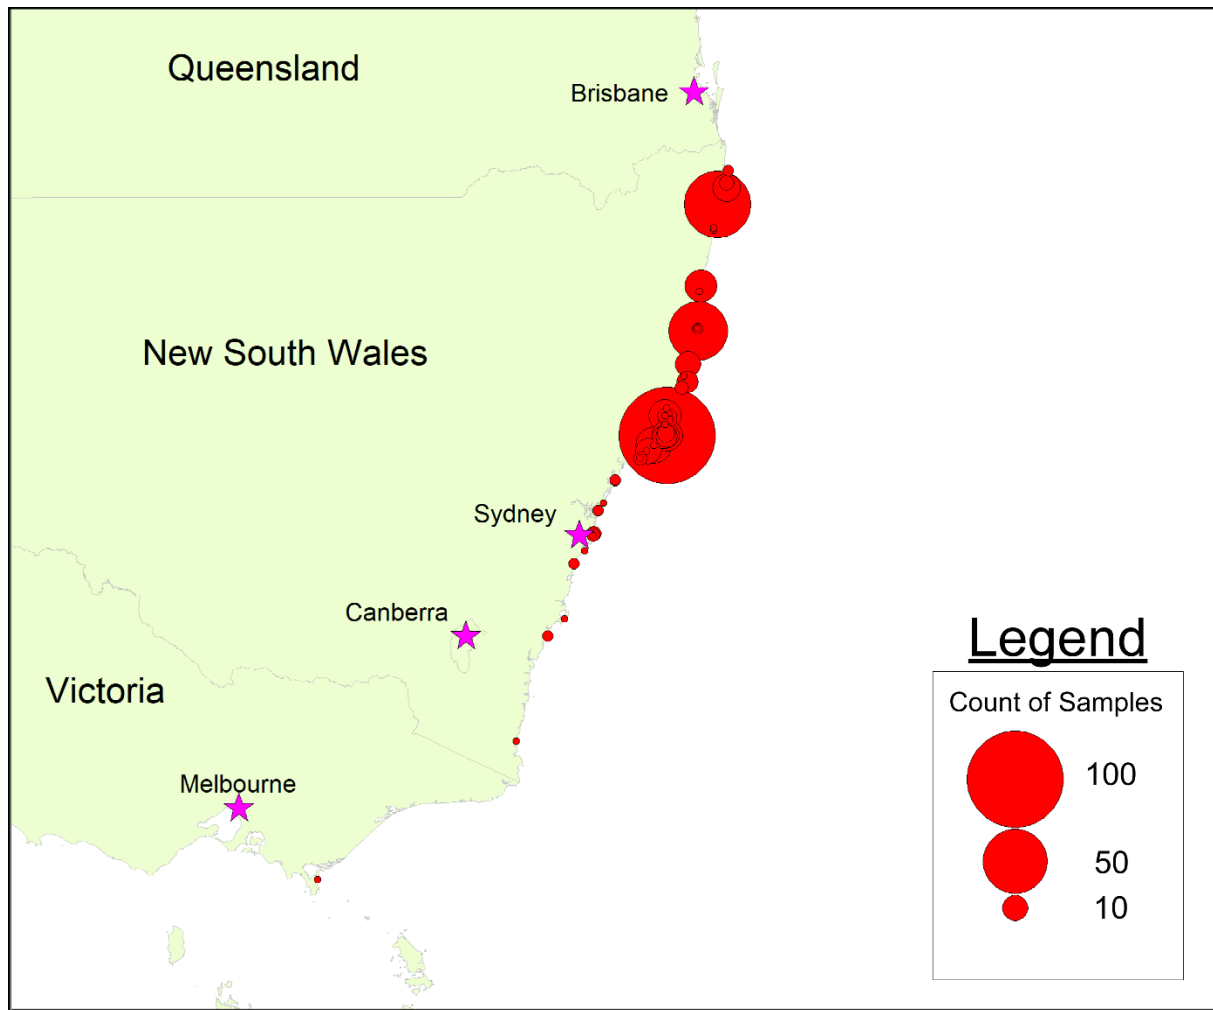 Queensland
Brisbane
New South Wales
Sydney
Canberra
Victoria
Melbourne
Legend
Count of Samples
100
50
10